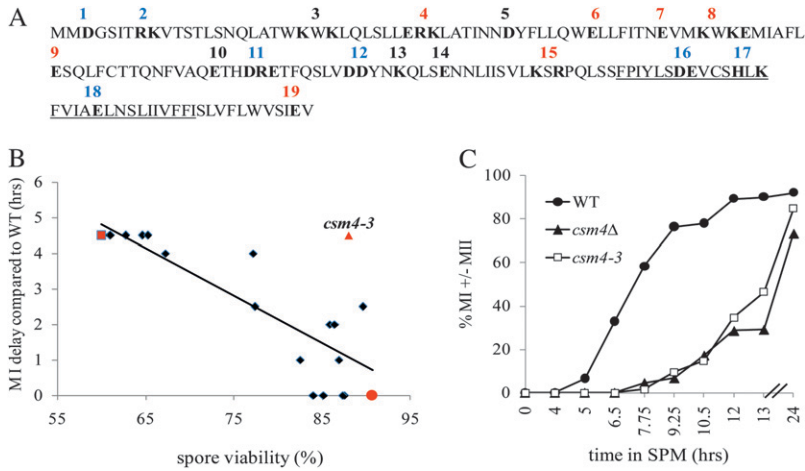 A
1 2 3 4 5 6 7 8
MMDGSITRKVTSTLSNQLATWKWKLQLSLLERKLATINNDYFLLQWELLFITNEVMKWKEMIAFL
9 10 11 12 13 14 15 16 17
ESQLFCTTQNFVAQETHDRETFQSLVDDYNKQLSENNLIISVLKSRPQLSSFPIYLSDEVCSHLK
18 19
FVIAELNSLIIVFFISLVFLWVSIEV
B
MI delay compared to WT (hrs)
6
5
4
3
2
1
0
csm4-3
55 65 75 85 95
spore viability (%)
C
% MI +/- MII
100
80
60
40
20
0
WT
csm4Δ
csm4-3
0 4 5 6.5 7.75 9.25 10.5 12 13 24
time in SPM (hrs)